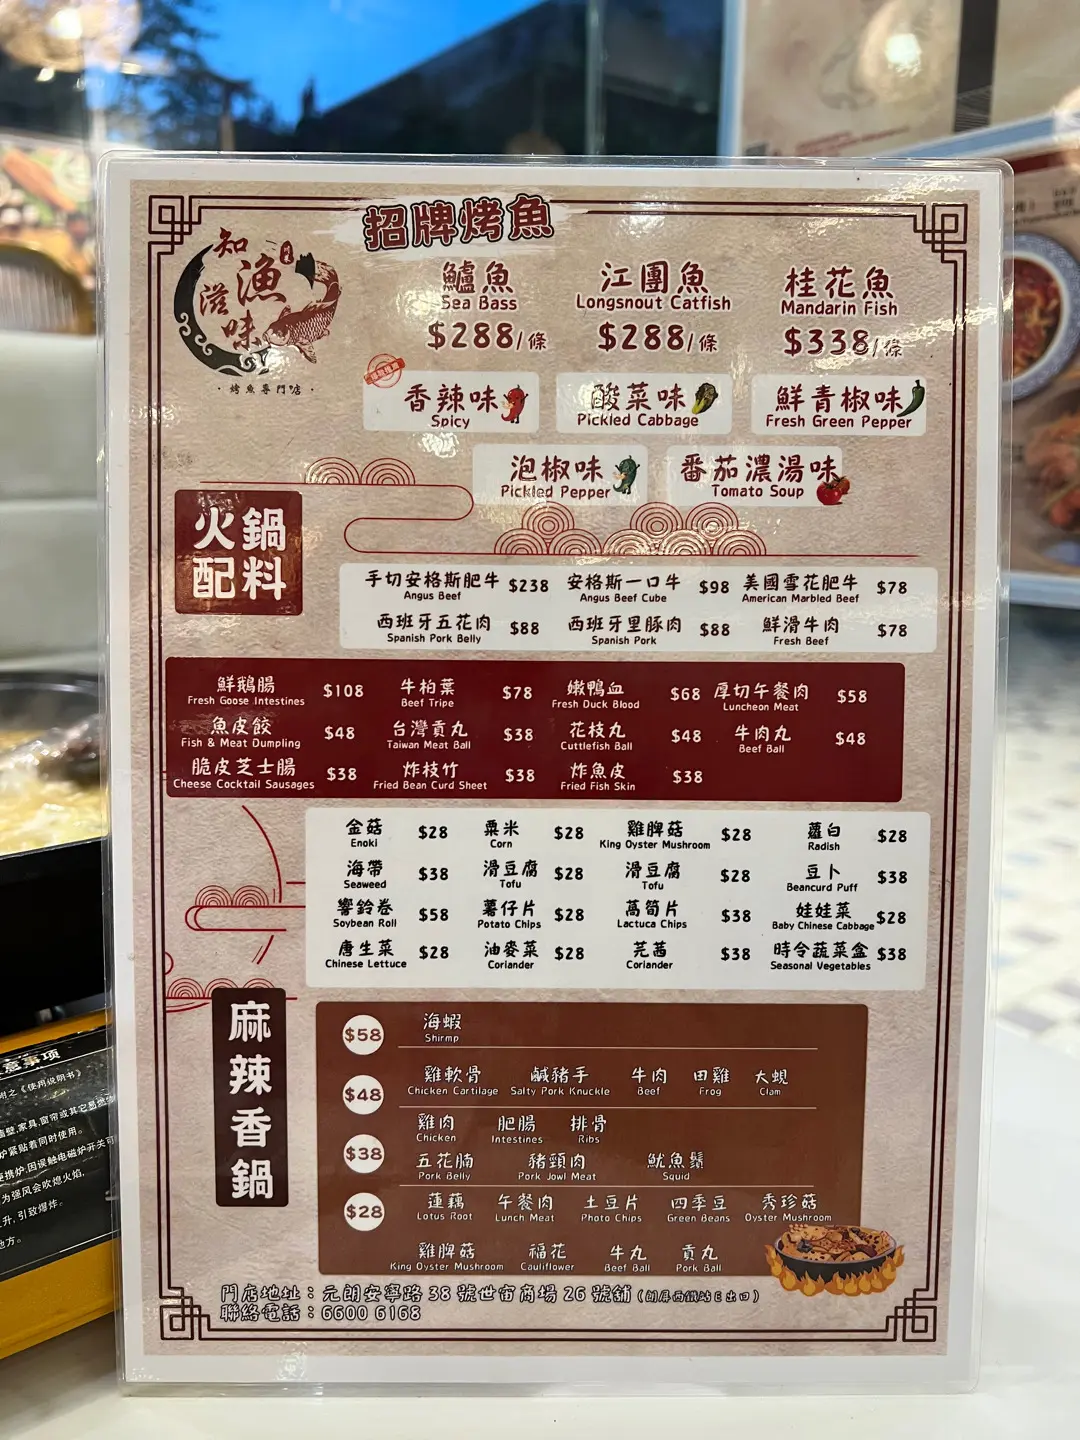 招牌烤魚
知漁滋味
· 烤魚專門店 ·
鱸魚 江團魚 桂花魚
Sea Bass Longsnout Catfish Mandarin Fish
$288/條 $288/條 $338/條
香辣味 酸菜味 鮮青椒味
Spicy Pickled Cabbage Fresh Green Pepper
泡椒味 番茄濃湯味
Pickled Pepper Tomato Soup
火鍋
配料
手切安格斯肥牛 $238 安格斯一口牛 $98 美國雪花肥牛 $78
Angus Beef Angus Beef Cube American Marbled Beef
西班牙五花肉 $88 西班牙里豚肉 $88 鮮滑牛肉 $78
Spanish Pork Belly Spanish Pork Fresh Beef
鮮鵝腸 $108 牛柏葉 $78 嫩鴨血 $68 厚切午餐肉 $58
Fresh Goose Intestines Beef Tripe Fresh Duck Blood Luncheon Meat
魚皮餃 $48 台灣貢丸 $38 花枝丸 $48 牛肉丸 $48
Fish & Meat Dumpling Taiwan Meat Ball Cuttlefish Ball Beef Ball
脆皮芝士腸 $38 炸枝竹 $38 炸魚皮 $38
Cheese Cocktail Sausages Fried Bean Curd Sheet Fried Fish Skin
金菇 $28 粟米 $28 雞脾菇 $28 蘿白 $28
Enoki Corn King Oyster Mushroom Radish
海帶 $38 滑豆腐 $28 滑豆腐 $28 豆卜 $38
Seaweed Tofu Tofu Beancurd Puff
響鈴卷 $58 薯仔片 $28 萵筍片 $38 娃娃菜 $28
Soybean Roll Potato Chips Lactuca Chips Baby Chinese Cabbage
唐生菜 $28 油麥菜 $28 芫茜 $38 時令蔬菜盒 $38
Chinese Lettuce Coriander Coriander Seasonal Vegetables
麻辣香鍋
$58 海蝦
Shirmp
$48 雞軟骨 鹹豬手 牛肉 田雞 大蜆
Chicken Cartilage Salty Pork Knuckle Beef Frog Clam
$38 雞肉 肥腸 排骨
Chicken Intestines Ribs
五花腩 豬頸肉 魷魚鬚
Pork Belly Pork Jowl Meat Squid
$28 蓮藕 午餐肉 土豆片 四季豆 秀珍菇
Lotus Root Lunch Meat Photo Chips Green Beans Oyster Mushroom
雞脾菇 福花 牛丸 貢丸
King Oyster Mushroom Cauliflower Beef Ball Pork Ball
門店地址：元朗安寧路 38 號世宙商場 26 號舖 (朗屏西鐵站 E 出口)
聯絡電話：6600 6168